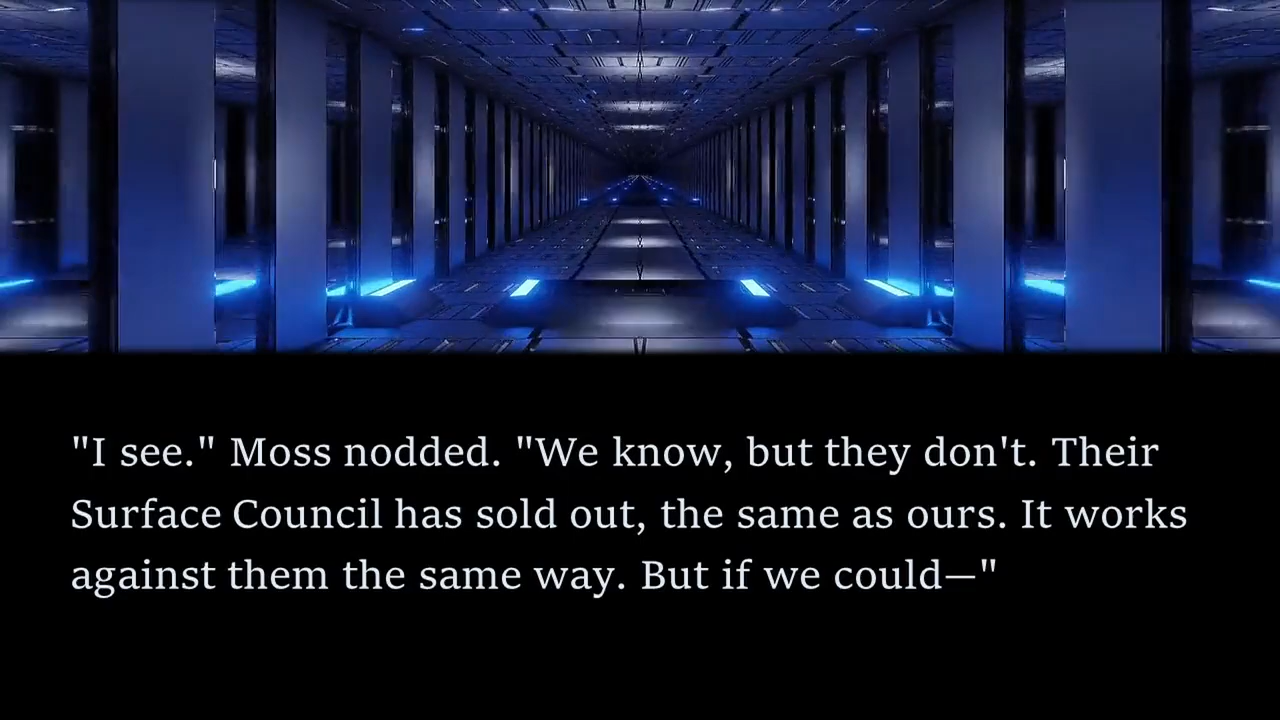 "I see." Moss nodded. "We know, but they don't. Their
Surface Council has sold out, the same as ours. It works
against them the same way. But if we could—"